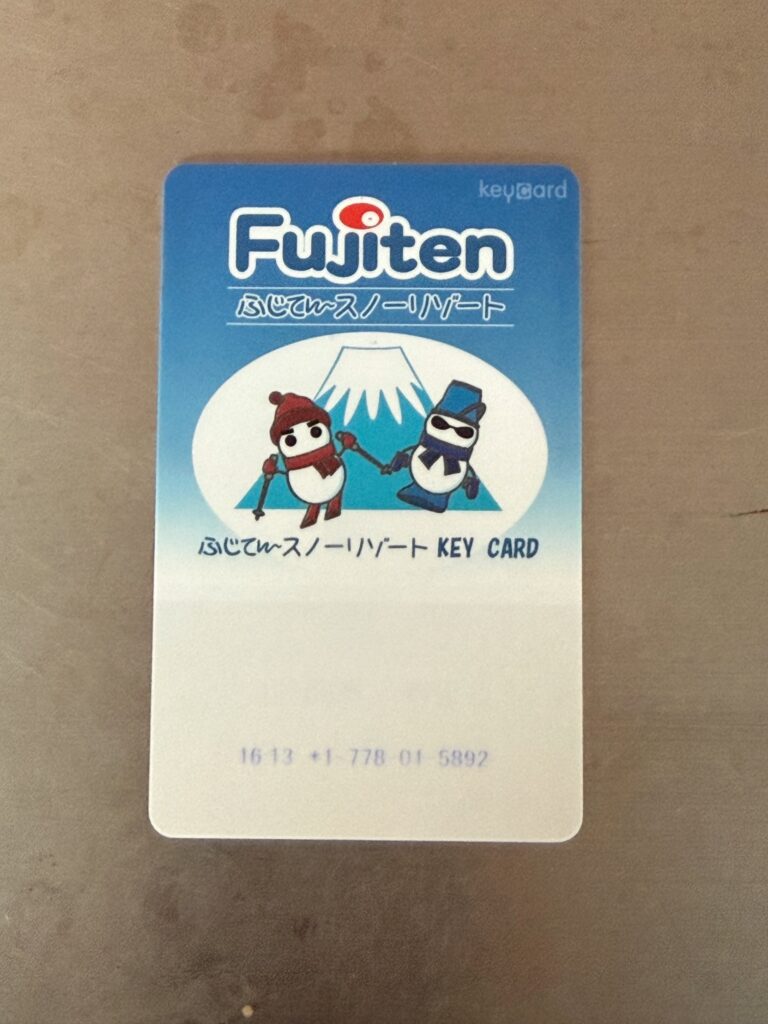 keycard
Fujiten
ふじてんスノーリゾート
ふじてんスノーリゾート KEY CARD
16 13 +1 778 01 5892